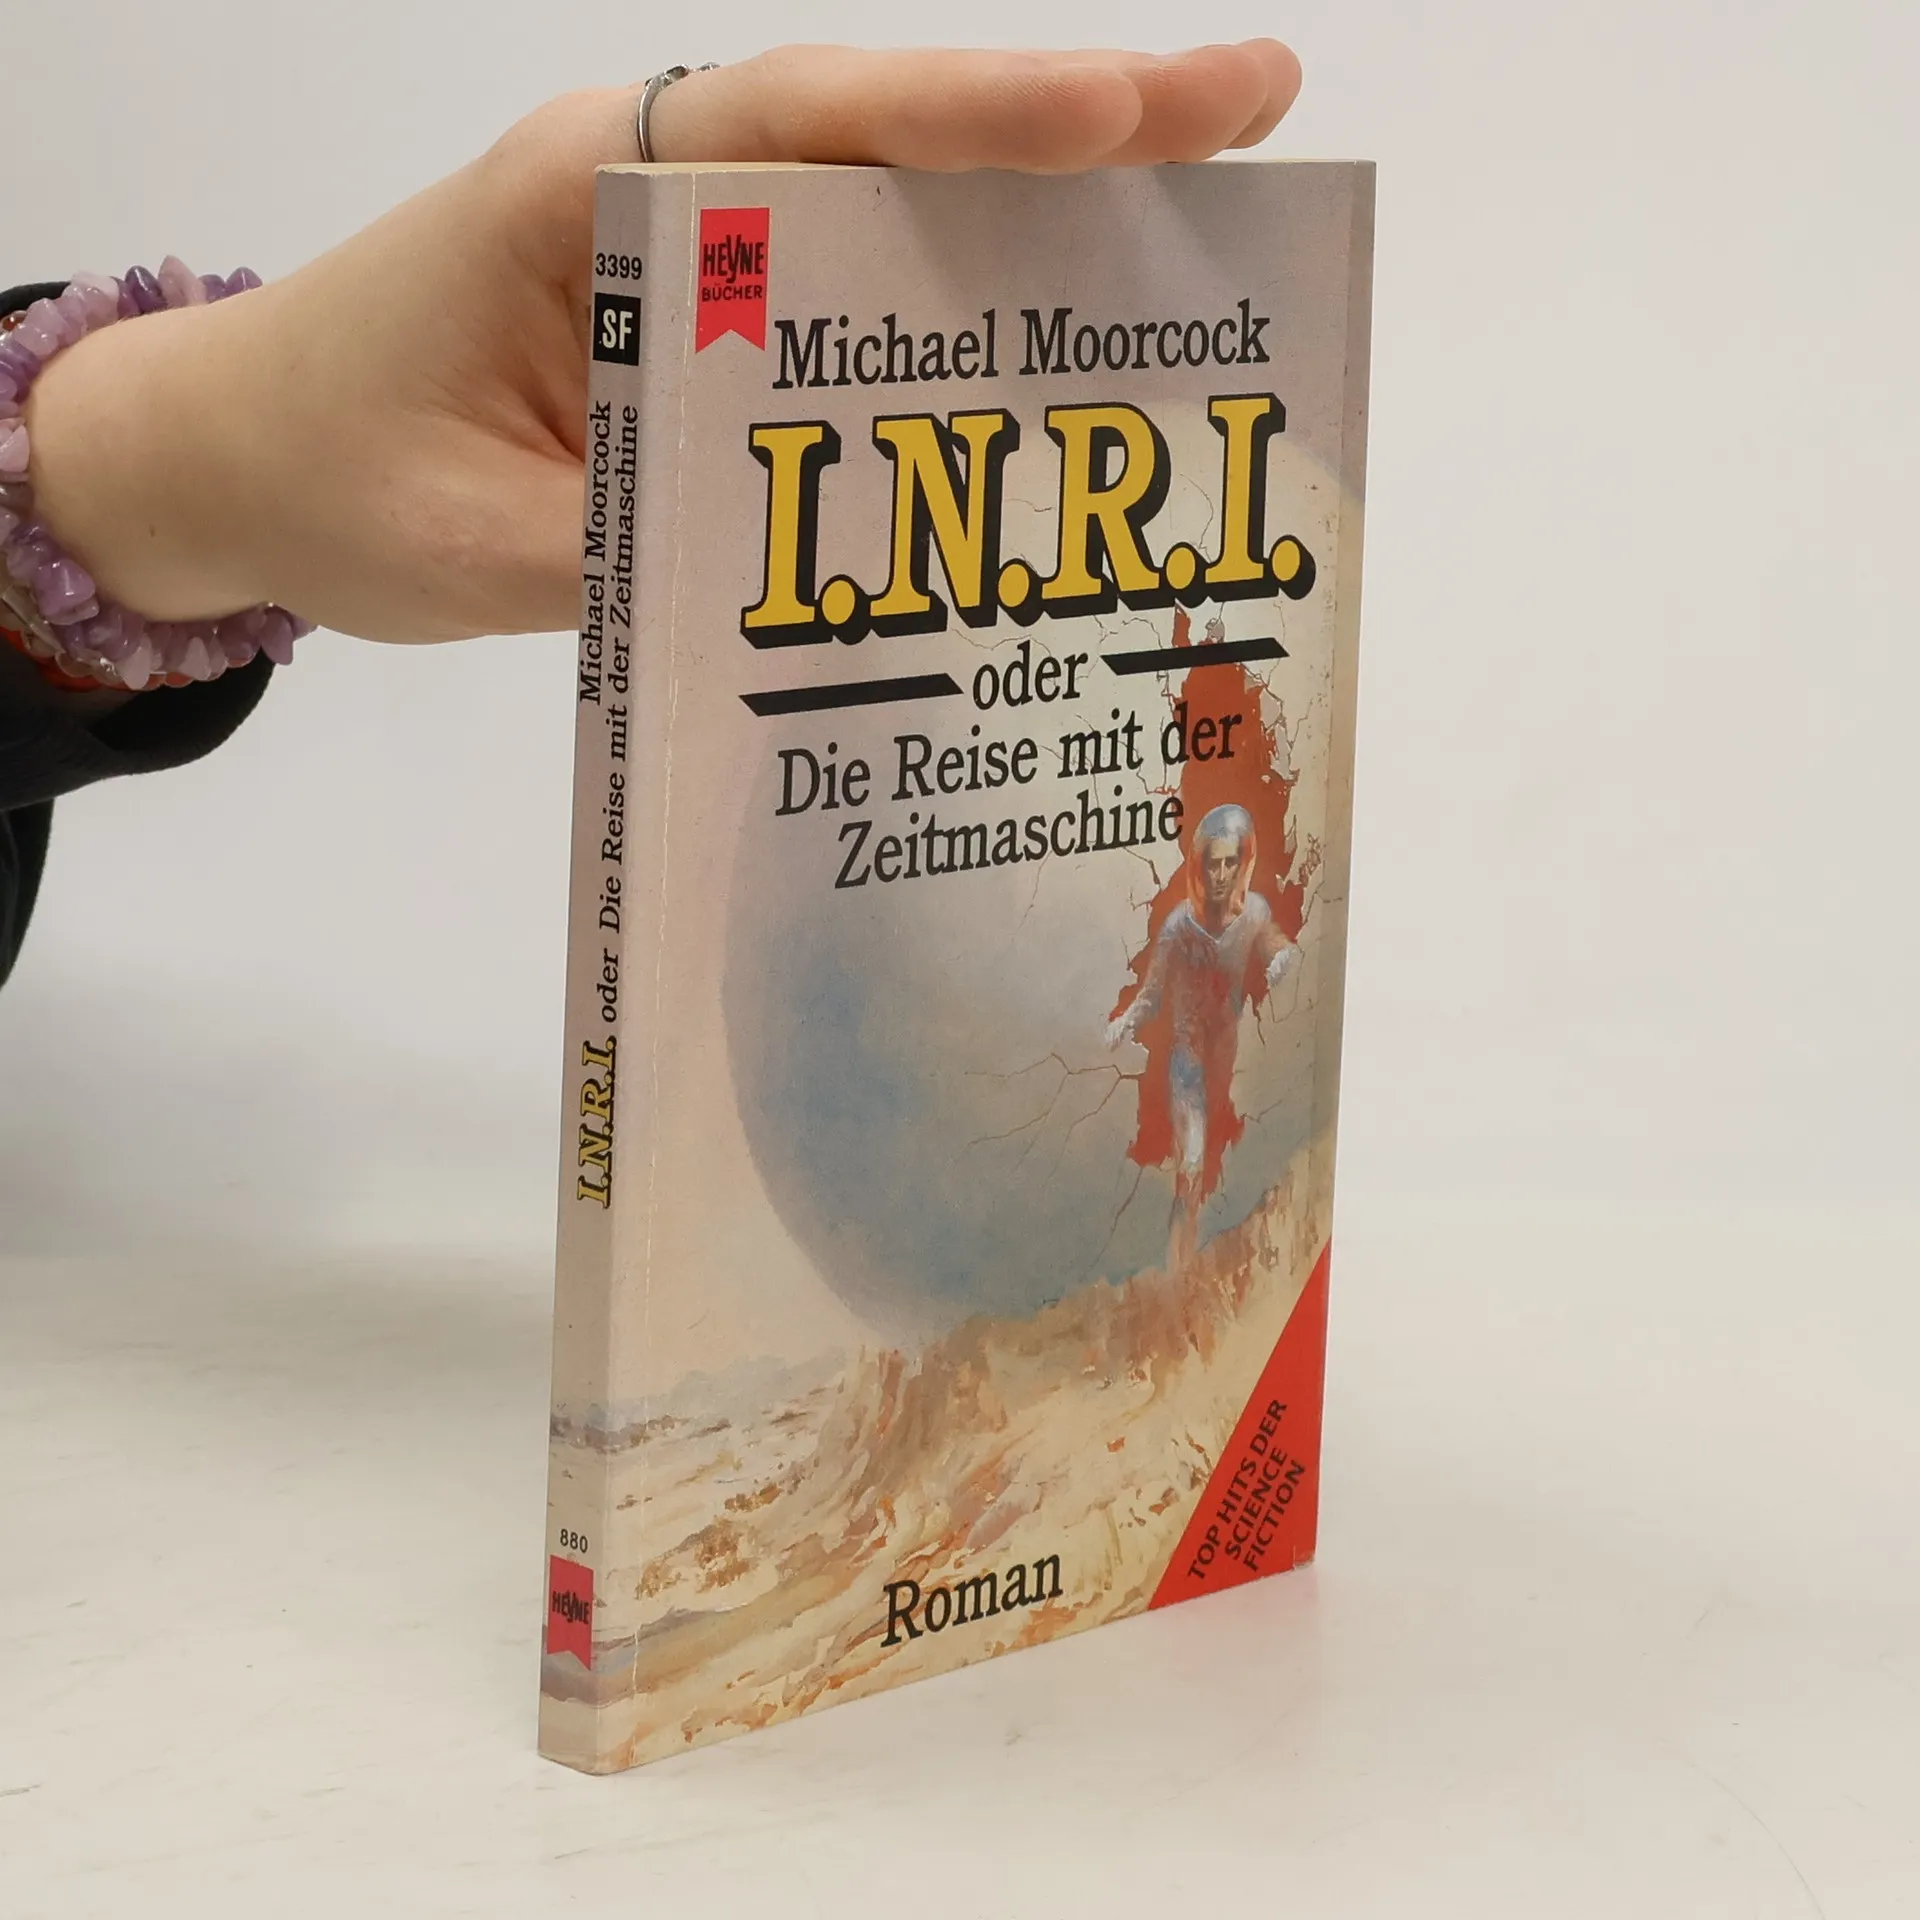 3399
SF
Michael Moorcock
I.N.R.I. oder Die Reise mit der Zeitmaschine
880
HEYNE
HEYNE
BÜCHER
Michael Moorcock
I.N.R.I.
oder
Die Reise mit der
Zeitmaschine
Roman
TOP HITS DER
SCIENCE
FICTION